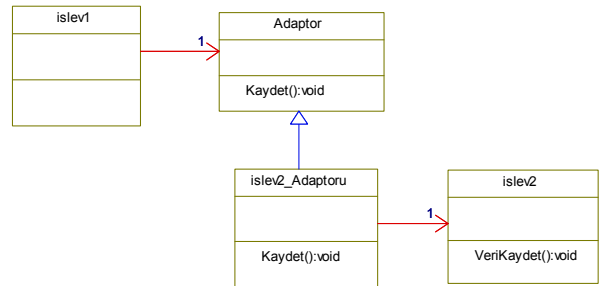 islev1
Adaptor
1
Kaydet():void
islev2_Adaptoru
islev2
1
Kaydet():void
VeriKaydet():void